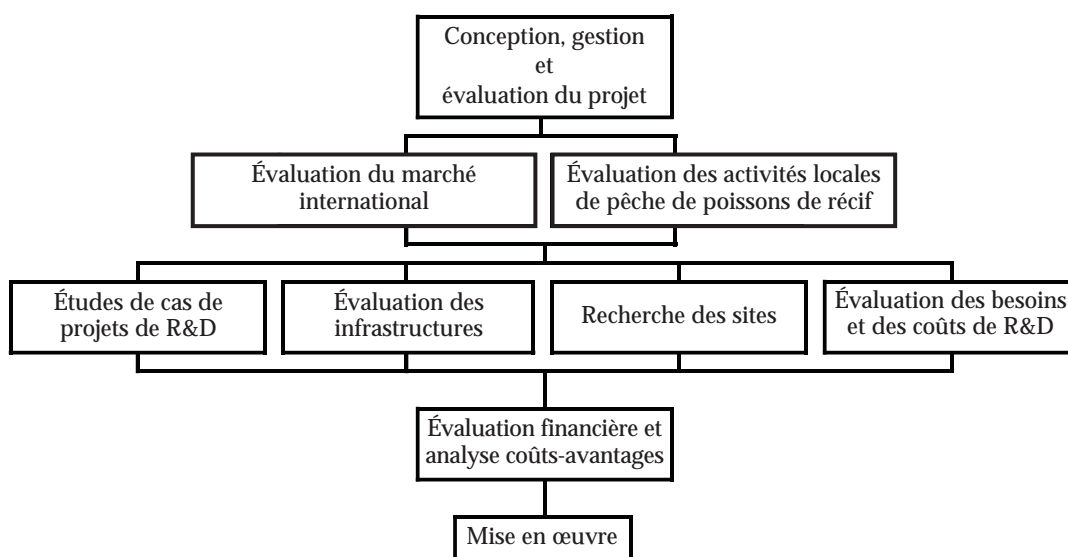 Conception, gestion
et
évaluation du projet
Évaluation du marché
international
Évaluation des activités locales
de pêche de poissons de récif
Études de cas de
projets de R&D
Évaluation des
infrastructures
Recherche des sites
Évaluation des besoins
et des coûts de R&D
Évaluation financière et
analyse coûts-avantages
Mise en œuvre